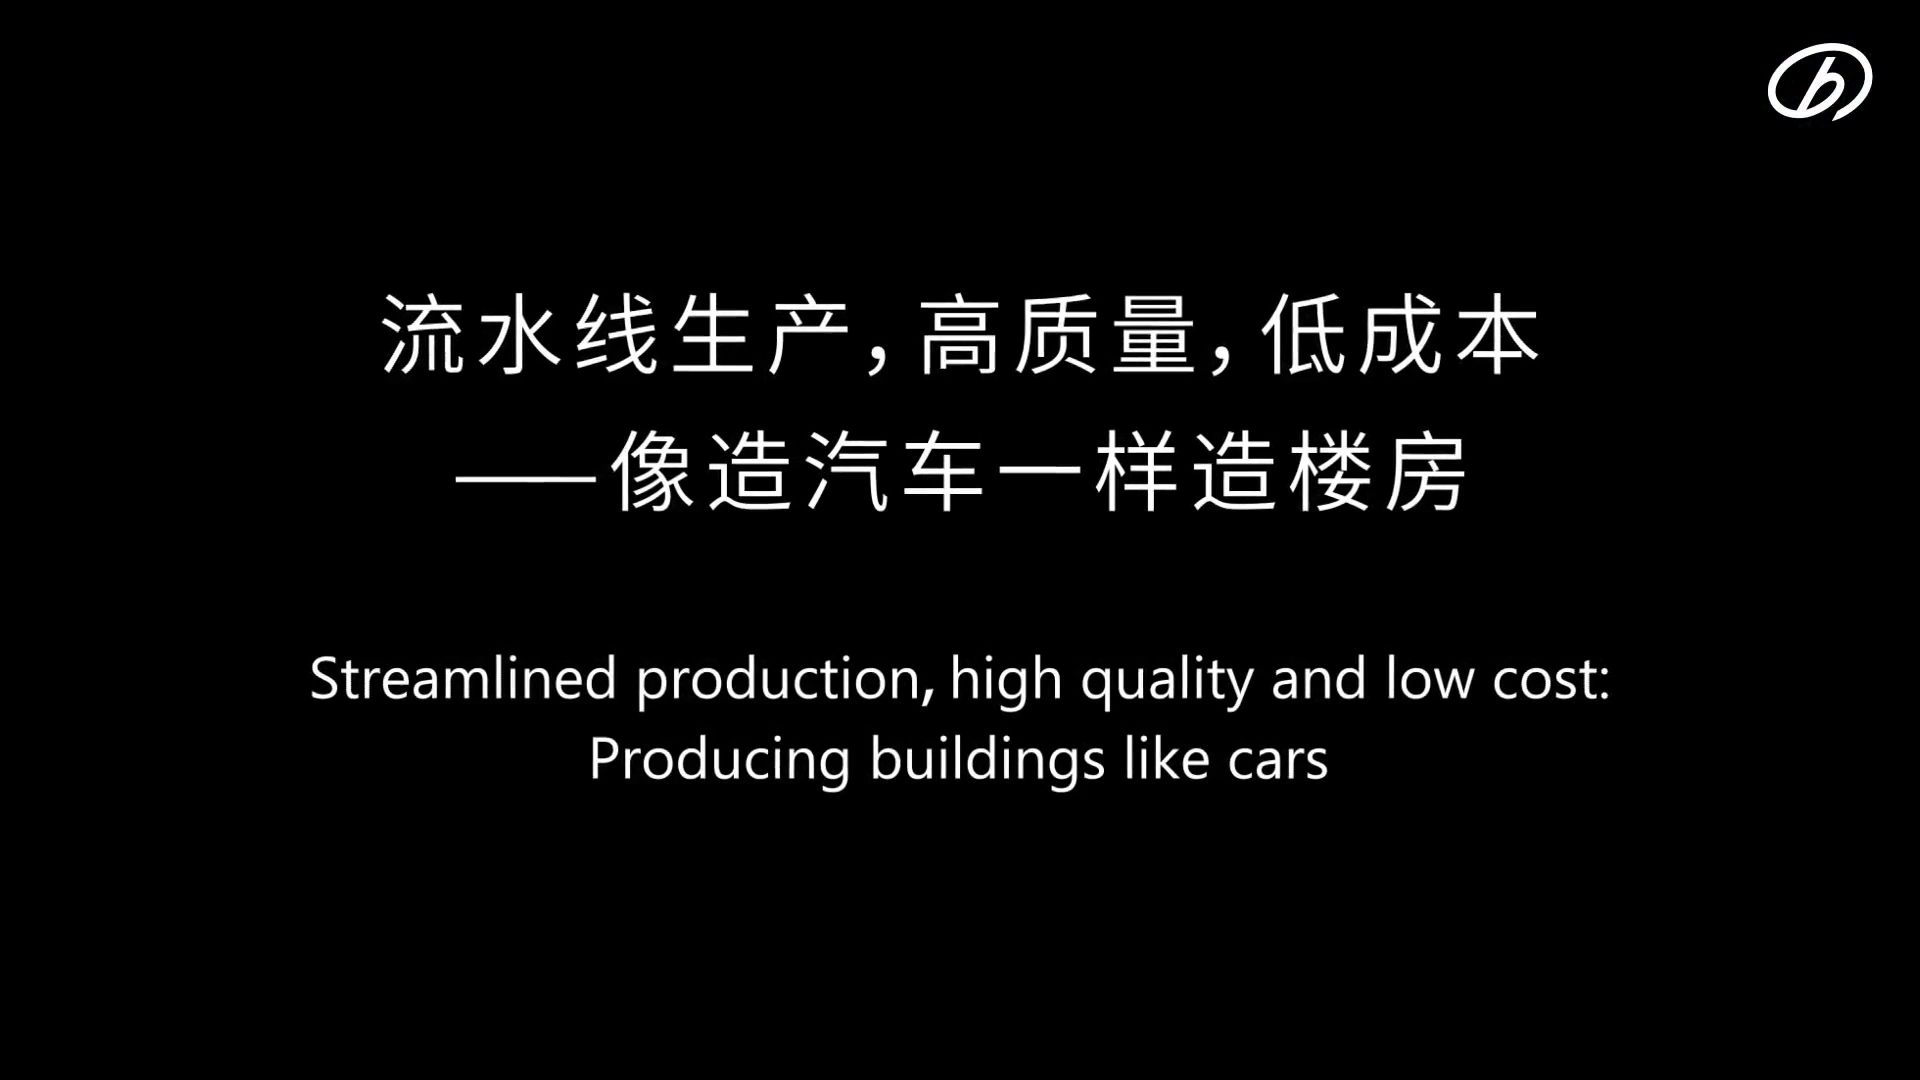 流水线生产，高质量，低成本
——像造汽车一样造楼房
Streamlined production, high quality and low cost:
Producing buildings like cars